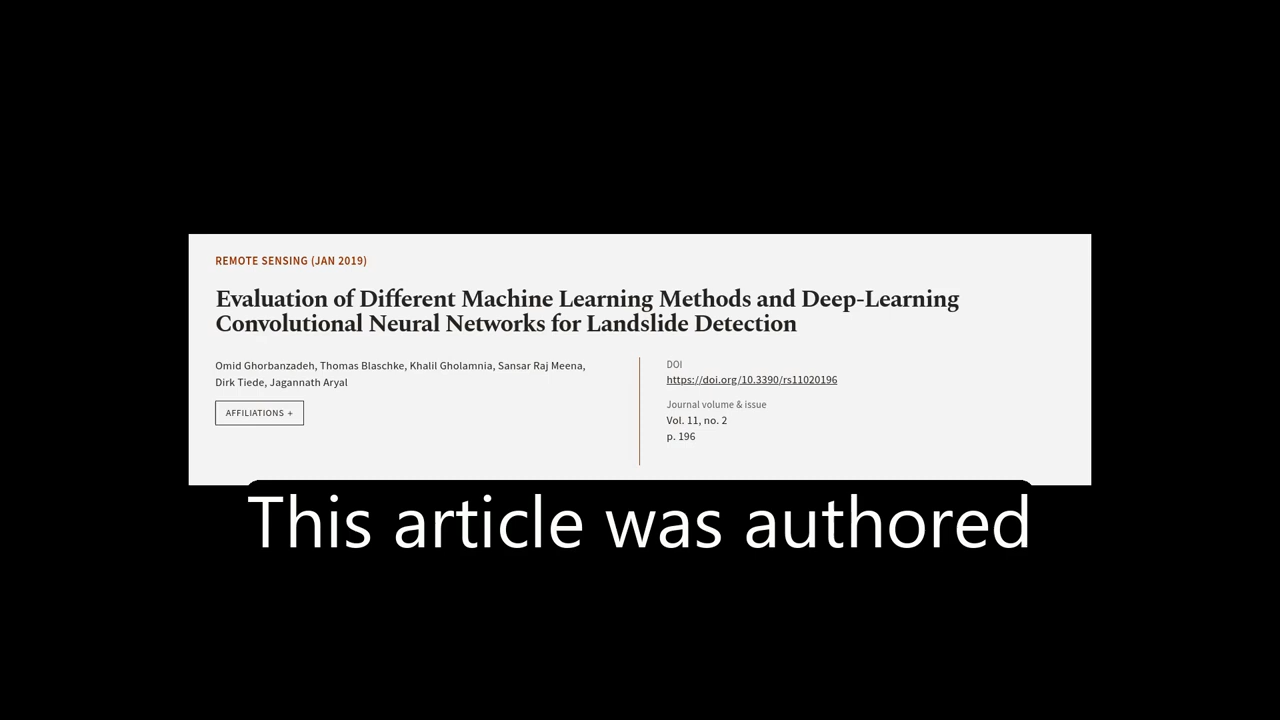 REMOTE SENSING (JAN 2019)
Evaluation of Different Machine Learning Methods and Deep-Learning
Convolutional Neural Networks for Landslide Detection
Omid Ghorbanzadeh, Thomas Blaschke, Khalil Gholamnia, Sansar Raj Meena,
Dirk Tiede, Jagannath Aryal
AFFILIATIONS +
DOI
https://doi.org/10.3390/rs11020196
Journal volume & issue
Vol. 11, no. 2
p. 196
This article was authored